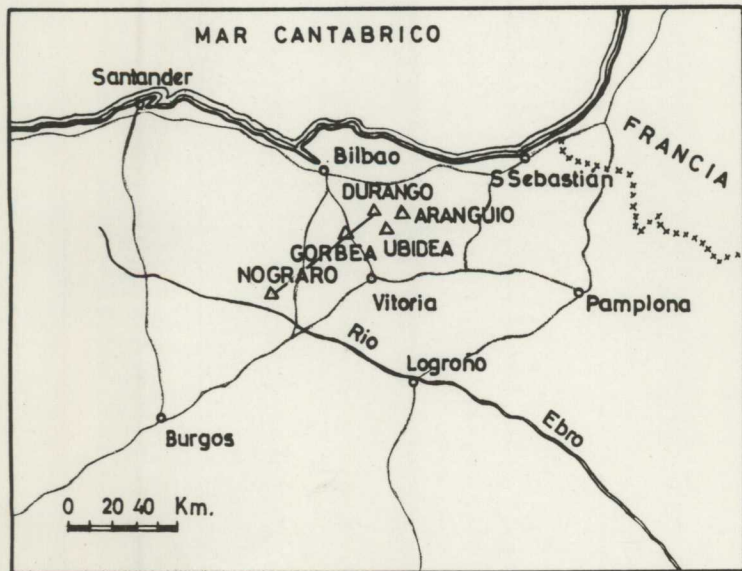 MAR CANTABRICO
Santander
FRANCIA
Bilbao
S Sebastián
DURANGO
ARANGUIO
GORBEA
UBIDEA
NOGRARO
Vitoria
Pamplona
Rio
Logroño
Ebro
Burgos
0 20 40 Km.